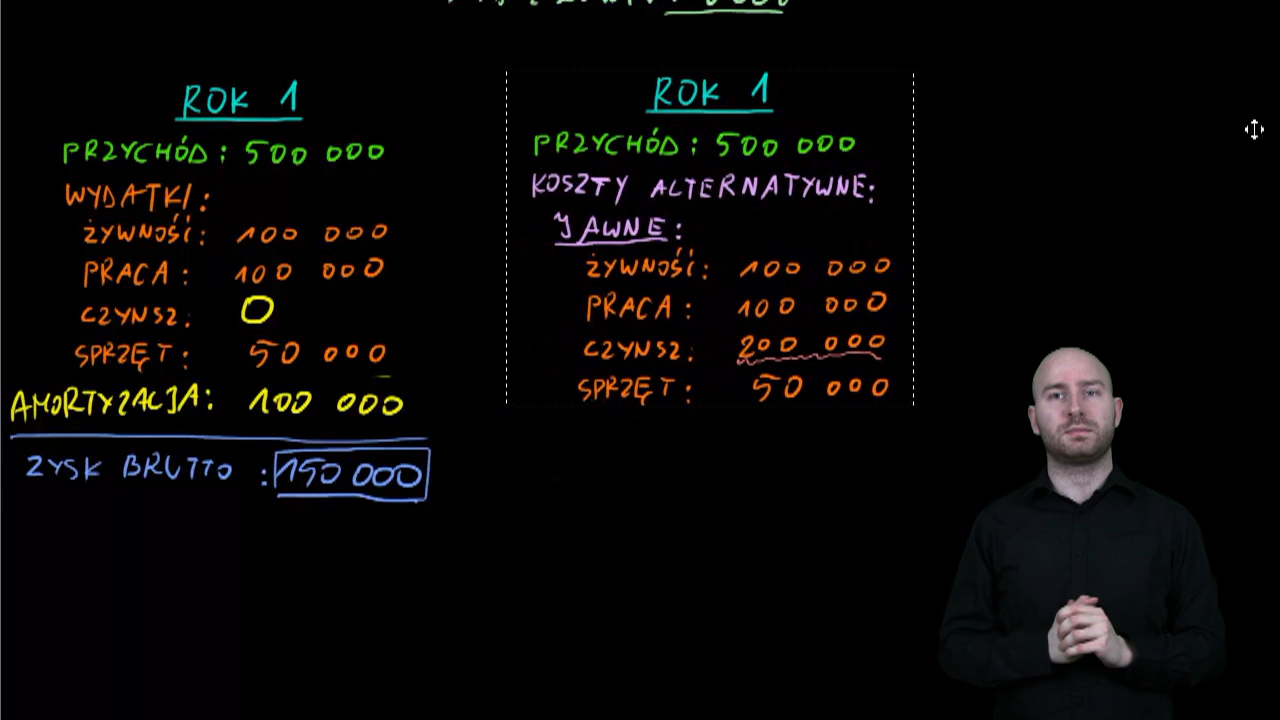 ROK 1
PRZYCHÓD: 500 000
WYDATKI:
ŻYWNOŚĆ: 100 000
PRACA: 100 000
CZYNSZ: 0
SPRZĘT: 50 000
AMORTYZACJA: 100 000
ZYSK BRUTTO: 150 000
ROK 1
PRZYCHÓD: 500 000
KOSZTY ALTERNATYWNE:
JAWNE:
ŻYWNOŚĆ: 100 000
PRACA: 100 000
CZYNSZ: 200 000
SPRZĘT: 50 000